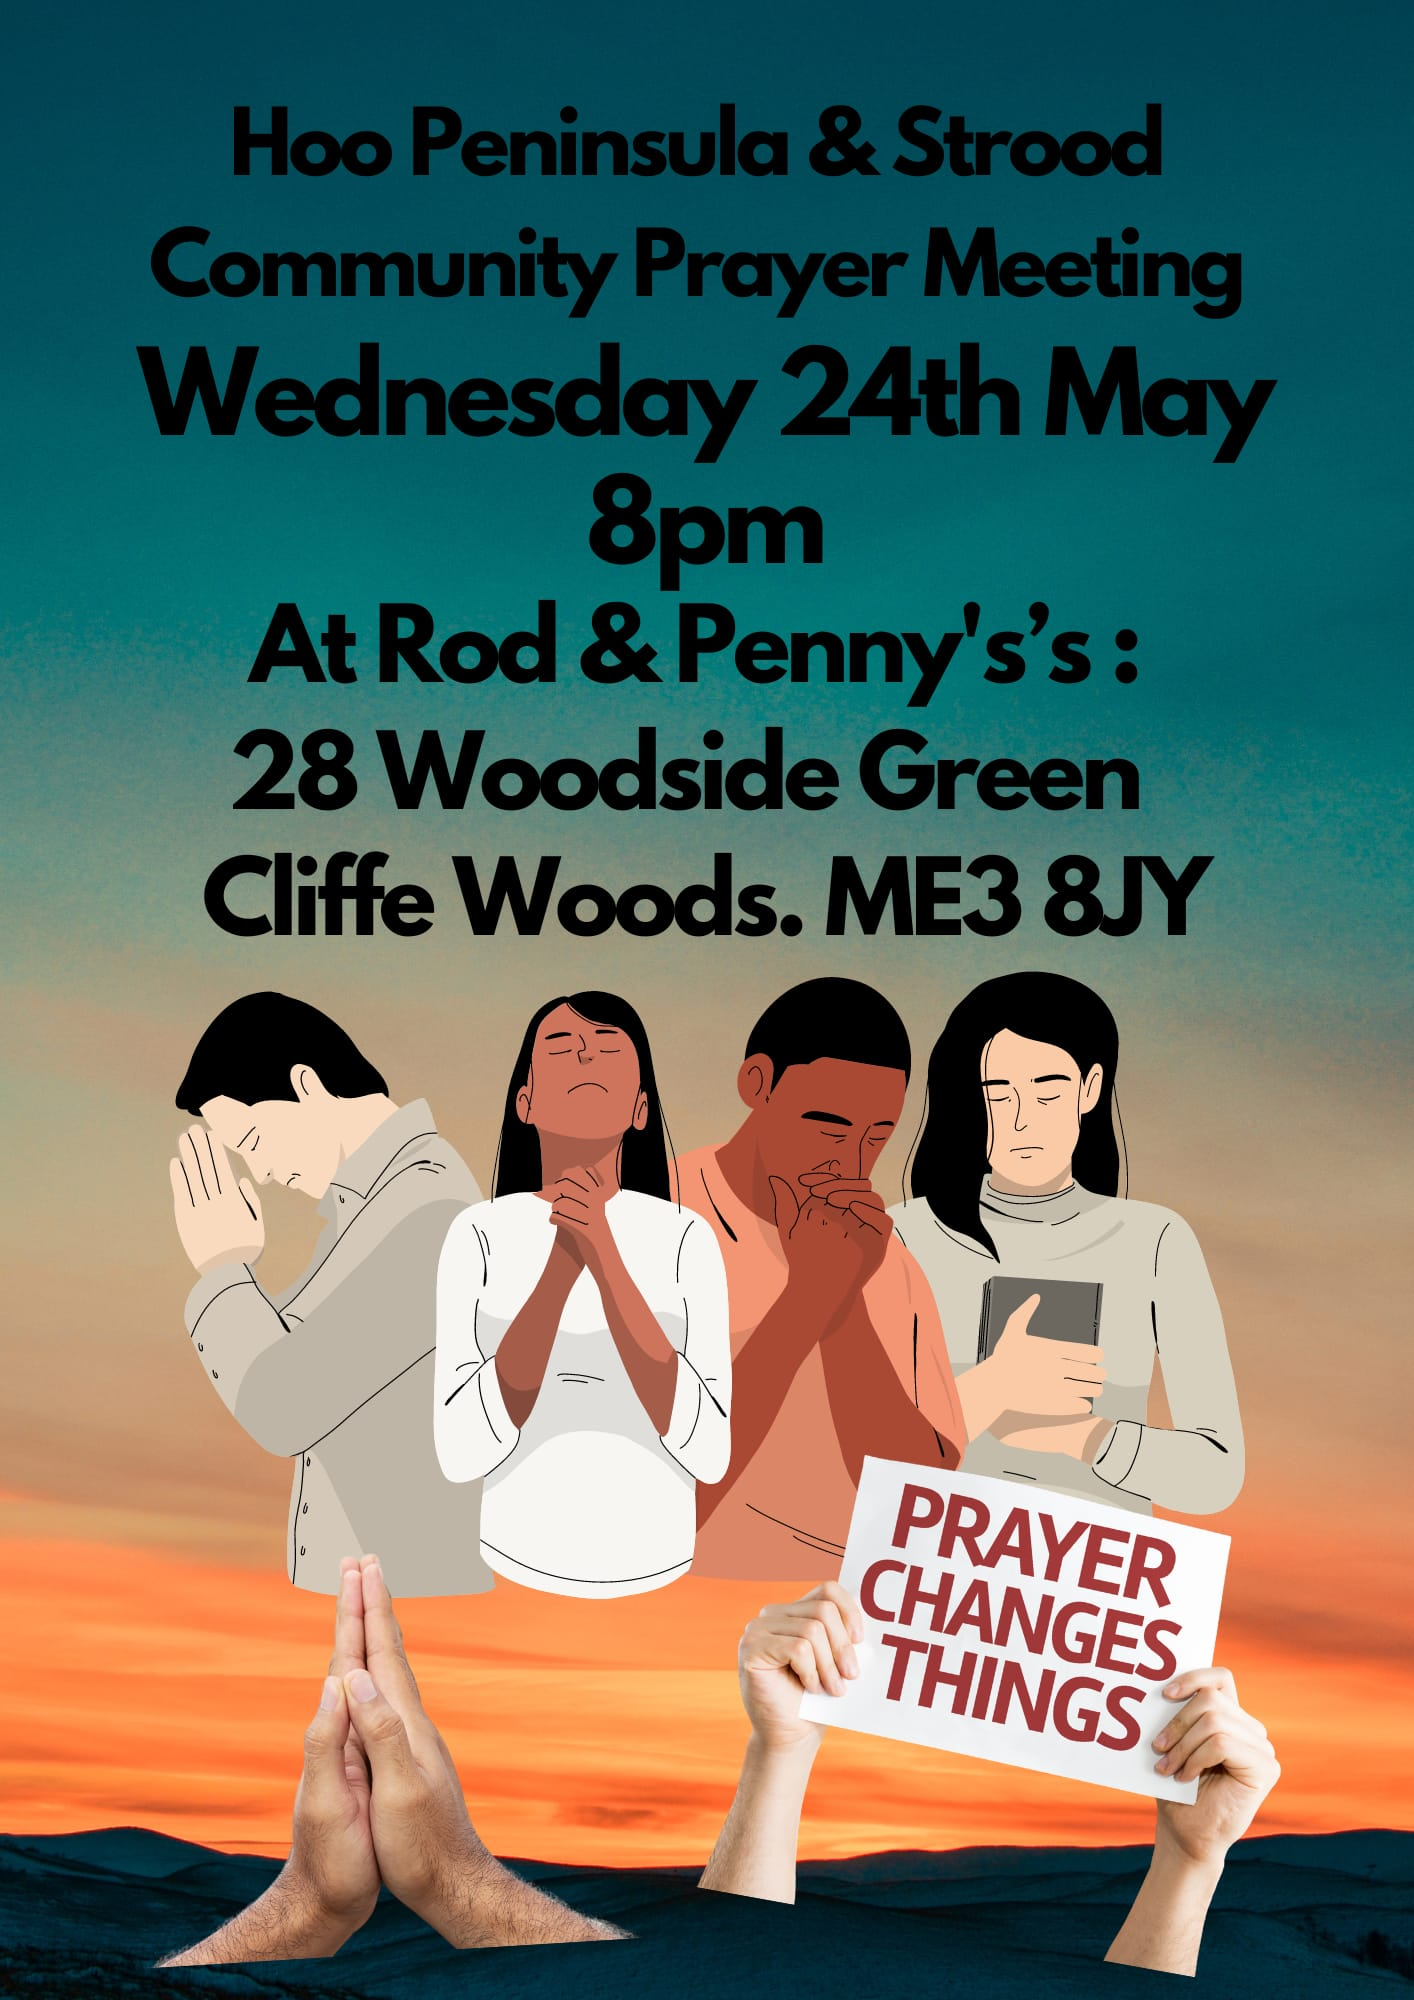 Hoo Peninsula & Strood
Community Prayer Meeting
Wednesday 24th May
8pm
At Rod & Penny's’s :
28 Woodside Green
Cliffe Woods. ME3 8JY
PRAYER
CHANGES
THINGS